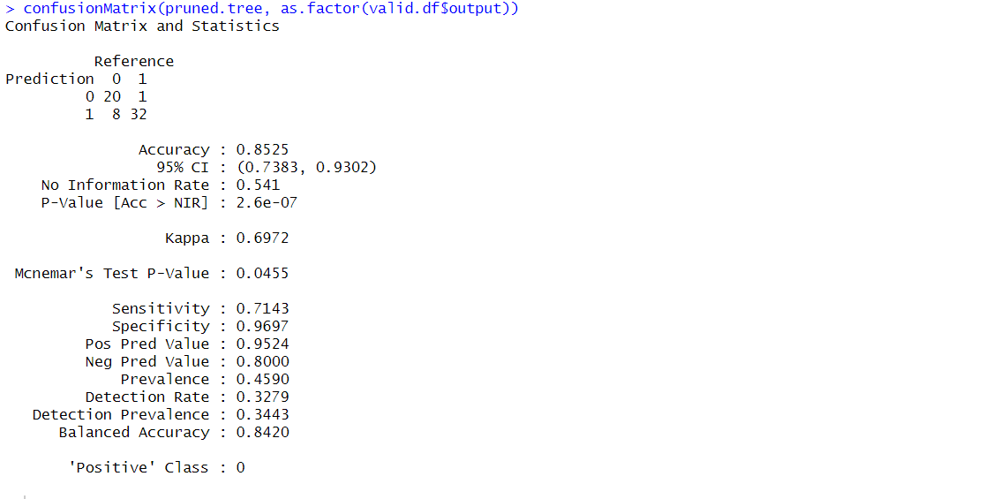 > confusionMatrix(pruned.tree, as.factor(valid.df$output))
Confusion Matrix and Statistics

          Reference
Prediction  0  1
         0 20  1
         1  8 32

               Accuracy : 0.8525
                 95% CI : (0.7383, 0.9302)
    No Information Rate : 0.541
    P-Value [Acc > NIR] : 2.6e-07

                  Kappa : 0.6972

 Mcnemar's Test P-Value : 0.0455

            Sensitivity : 0.7143
            Specificity : 0.9697
         Pos Pred Value : 0.9524
         Neg Pred Value : 0.8000
             Prevalence : 0.4590
         Detection Rate : 0.3279
   Detection Prevalence : 0.3443
      Balanced Accuracy : 0.8420

       'Positive' Class : 0